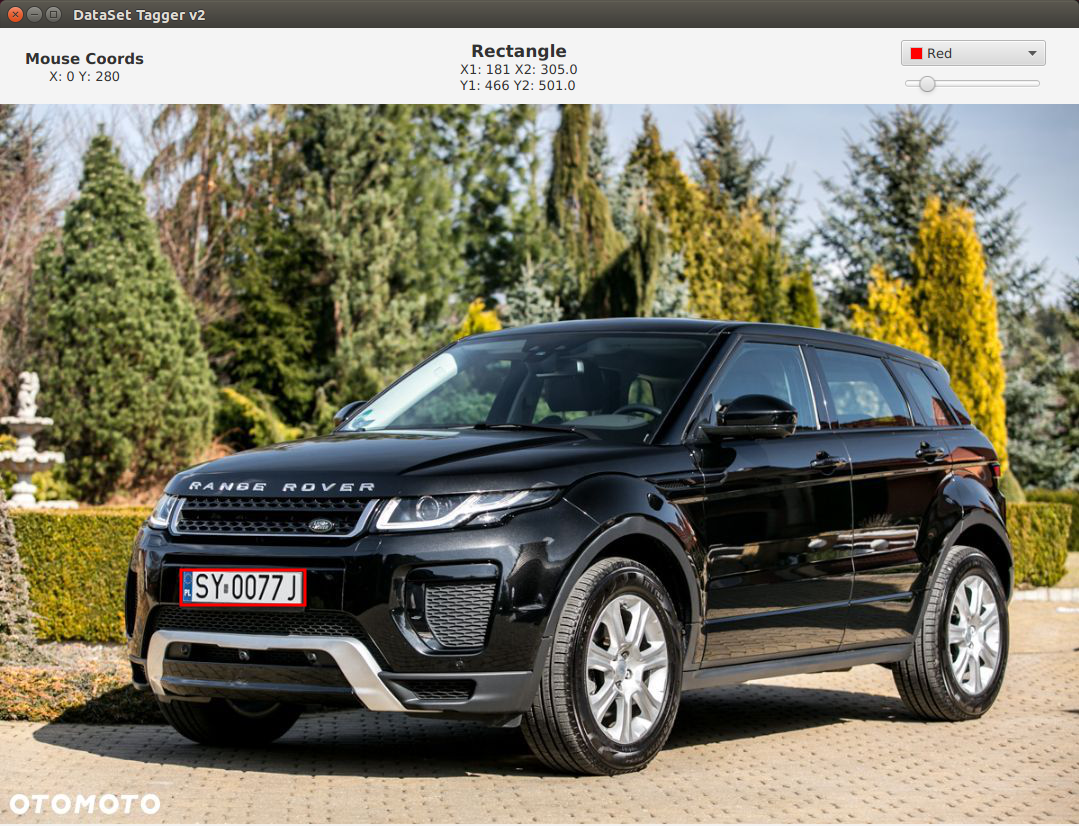 DataSet Tagger v2
Mouse Coords
X: 0 Y: 280
Rectangle
X1: 181 X2: 305.0
Y1: 466 Y2: 501.0
Red
RANGE ROVER
PL SY 0077J
OTOMOTO